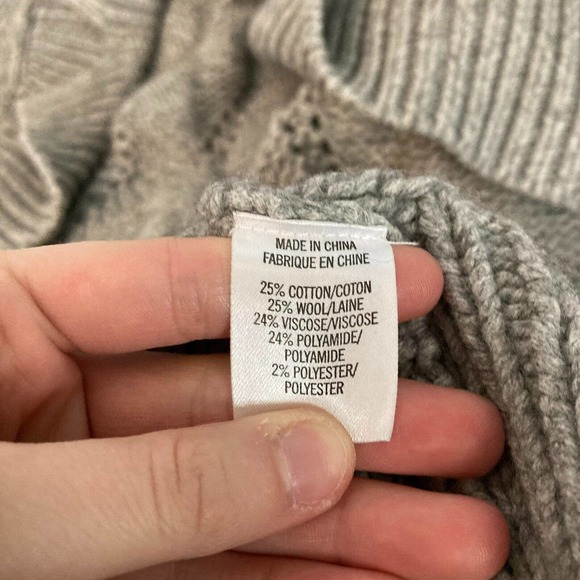 MADE IN CHINA
FABRIQUE EN CHINE
25% COTTON/COTON
25% WOOL/LAINE
24% VISCOSE/VISCOSE
24% POLYAMIDE/
POLYAMIDE
2% POLYESTER/
POLYESTER